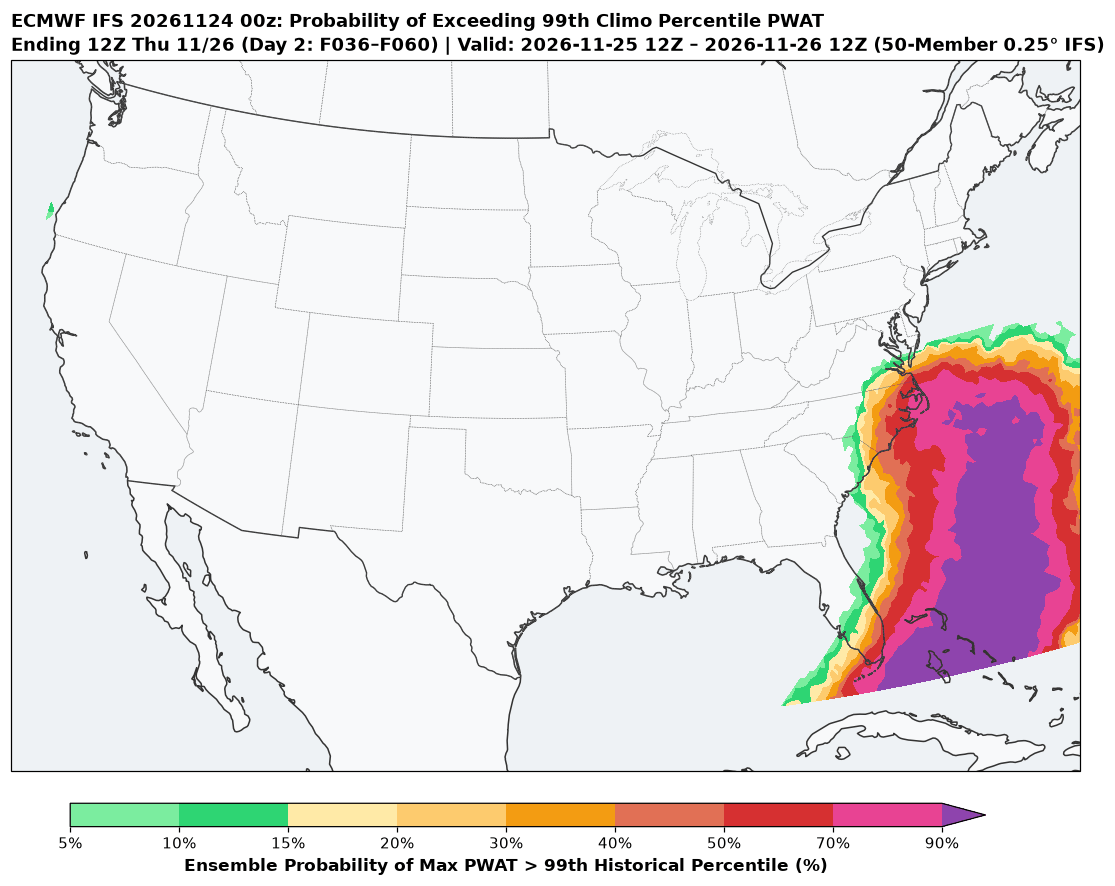 ECMWF IFS 20261124 00z: Probability of Exceeding 99th Climo Percentile PWAT
Ending 12Z Thu 11/26 (Day 2: F036–F060) | Valid: 2026-11-25 12Z – 2026-11-26 12Z (50-Member 0.25° IFS)
5% 10% 15% 20% 30% 40% 50% 70% 90%
Ensemble Probability of Max PWAT > 99th Historical Percentile (%)